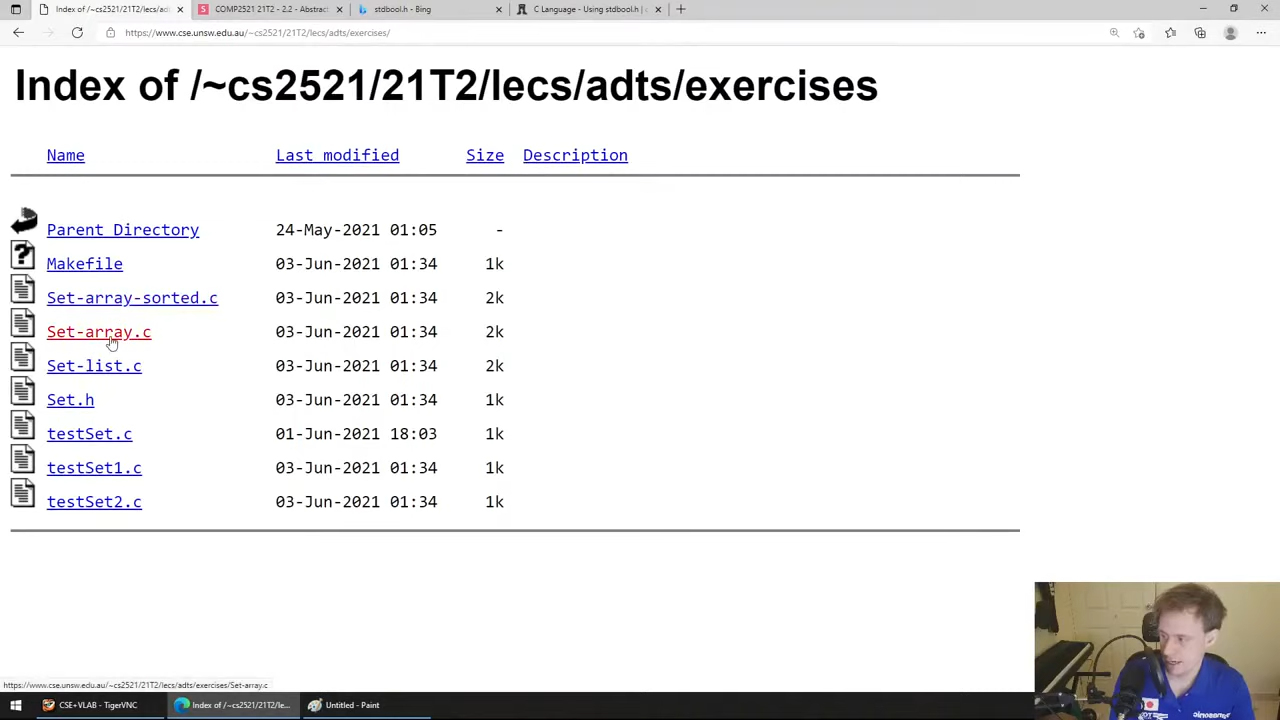 Index of /~cs2521/21T2/lecs/adts/
COMP2521 21T2 - 2.2 - Abstract
stdbool.h - Bing
C Language - Using stdbool.h | c
https://www.cse.unsw.edu.au/~cs2521/21T2/lecs/adts/exercises/
Index of /~cs2521/21T2/lecs/adts/exercises
Name Last modified Size Description
Parent Directory 24-May-2021 01:05 -
Makefile 03-Jun-2021 01:34 1k
Set-array-sorted.c 03-Jun-2021 01:34 2k
Set-array.c 03-Jun-2021 01:34 2k
Set-list.c 03-Jun-2021 01:34 2k
Set.h 03-Jun-2021 01:34 1k
testSet.c 01-Jun-2021 18:03 1k
testSet1.c 03-Jun-2021 01:34 1k
testSet2.c 03-Jun-2021 01:34 1k
https://www.cse.unsw.edu.au/~cs2521/21T2/lecs/adts/exercises/Set-array.c
CSE+VLAB - TigerVNC
Index of /~cs2521/21T2/le...
Untitled - Paint